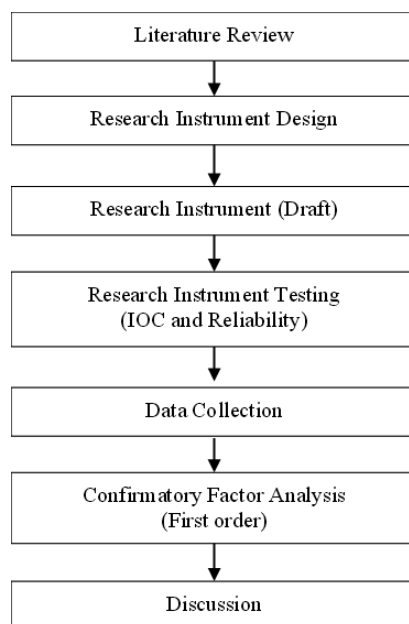 Literature Review
Research Instrument Design
Research Instrument (Draft)
Research Instrument Testing
(IOC and Reliability)
Data Collection
Confirmatory Factor Analysis
(First order)
Discussion